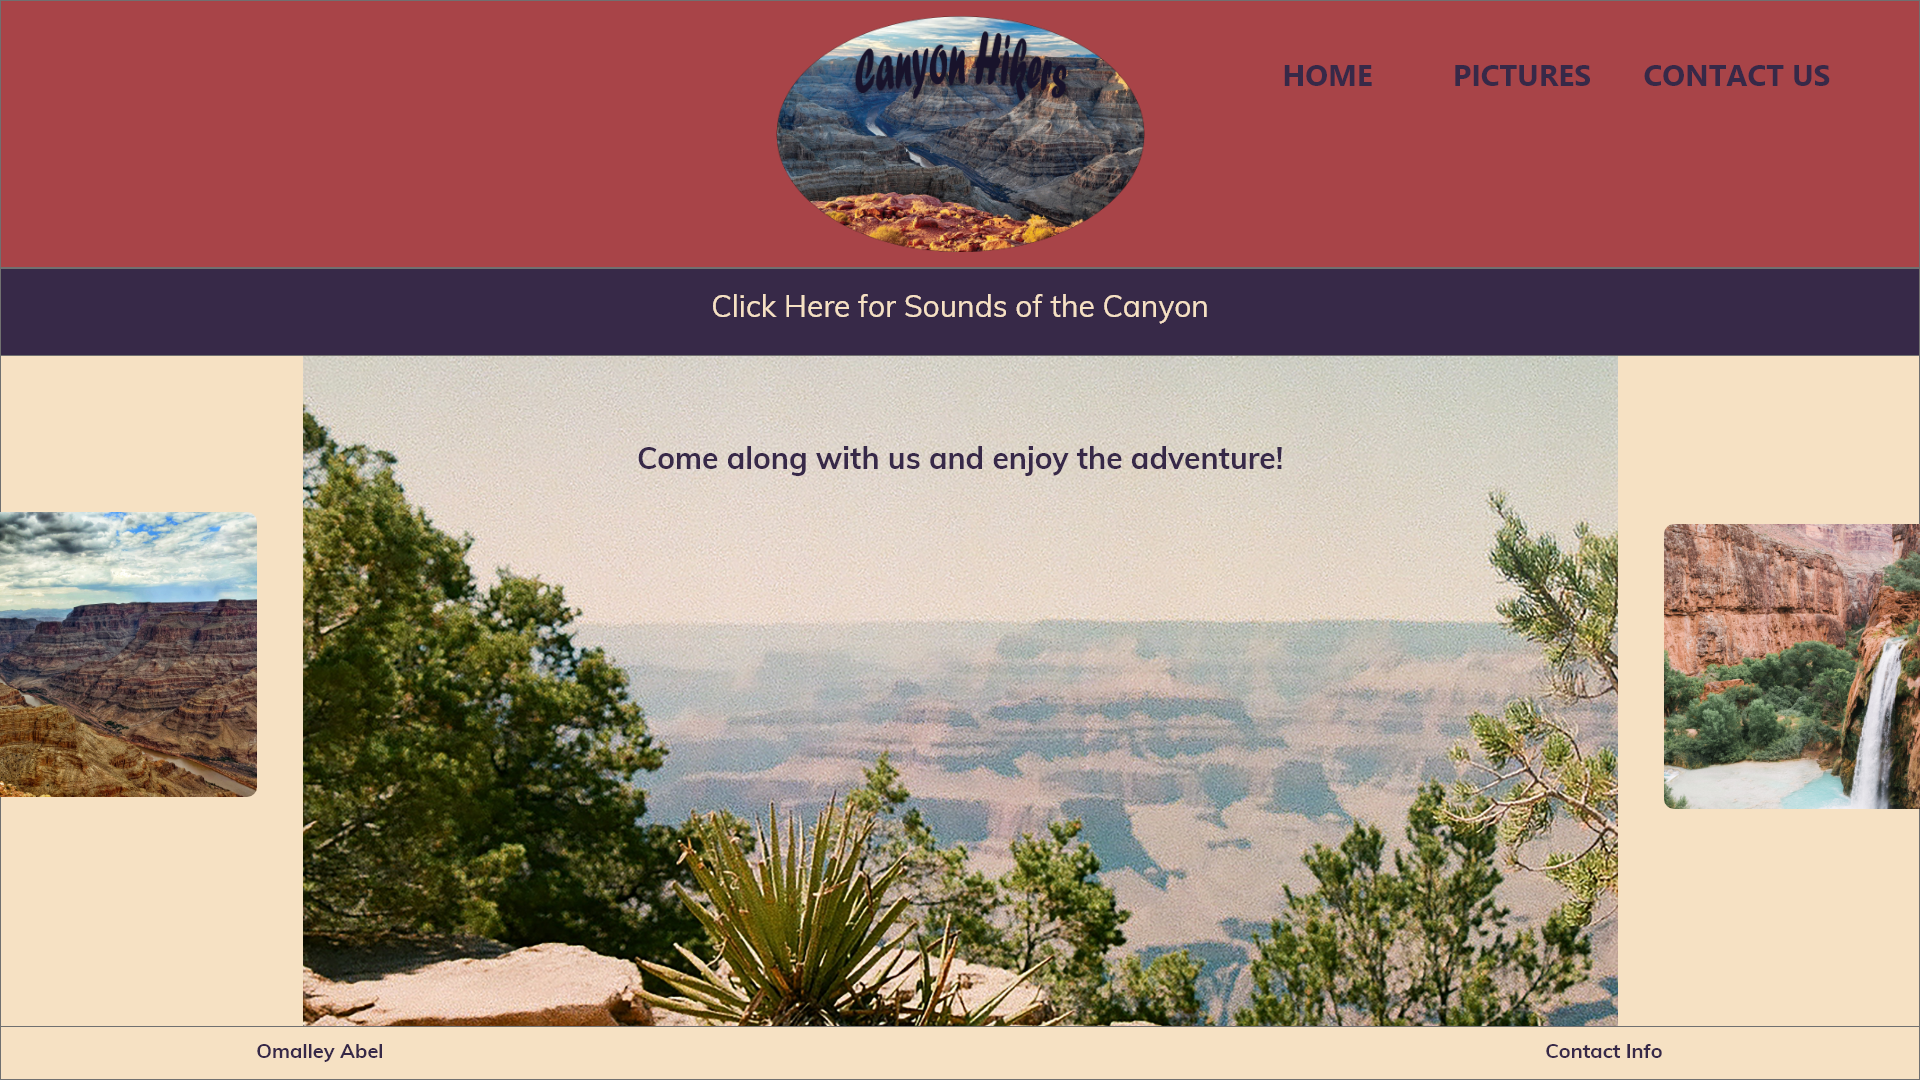 Canyon Hikers
HOME PICTURES CONTACT US
Click Here for Sounds of the Canyon
Come along with us and enjoy the adventure!
Omalley Abel
Contact Info